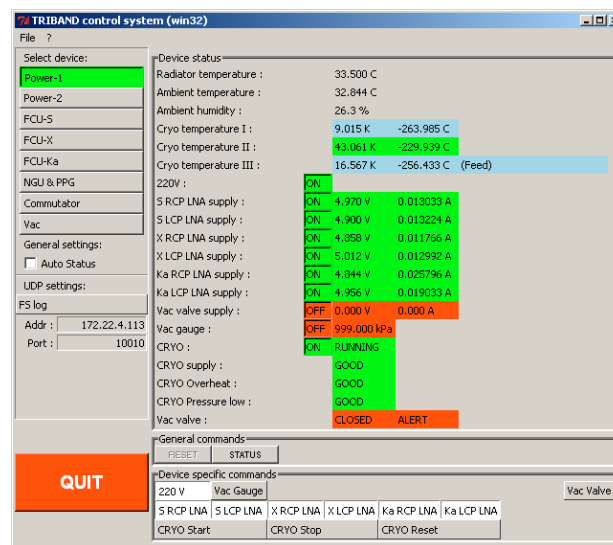 TRIBAND control system (win32)
File ?
Select device:
Power-1
Power-2
FCU-S
FCU-X
FCU-Ka
NGU & PPG
Commutator
Vac
General settings:
Auto Status
UDP settings:
FS log
Addr : 172.22.4.113
Port : 10010
QUIT
Device status
Radiator temperature : 33.500 C
Ambient temperature : 32.844 C
Ambient humidity : 26.3 %
Cryo temperature I : 9.015 K -263.985 C
Cryo temperature II : 43.061 K -229.939 C
Cryo temperature III : 16.567 K -256.433 C (Feed)
220V : ON
S RCP LNA supply : ON 4.970 V 0.013033 A
S LCP LNA supply : ON 4.900 V 0.013224 A
X RCP LNA supply : ON 4.858 V 0.011766 A
X LCP LNA supply : ON 5.012 V 0.012992 A
Ka RCP LNA supply : ON 4.844 V 0.025796 A
Ka LCP LNA supply : ON 4.956 V 0.019033 A
Vac valve supply : OFF 0.000 V 0.000 A
Vac gauge : OFF 999.000 kPa
CRYO : ON RUNNING
CRYO supply : GOOD
CRYO Overheat : GOOD
CRYO Pressure low : GOOD
Vac valve : CLOSED ALERT
General commands
RESET STATUS
Device specific commands
220 V Vac Gauge Vac Valve
S RCP LNA S LCP LNA X RCP LNA X LCP LNA Ka RCP LNA Ka LCP LNA
CRYO Start CRYO Stop CRYO Reset